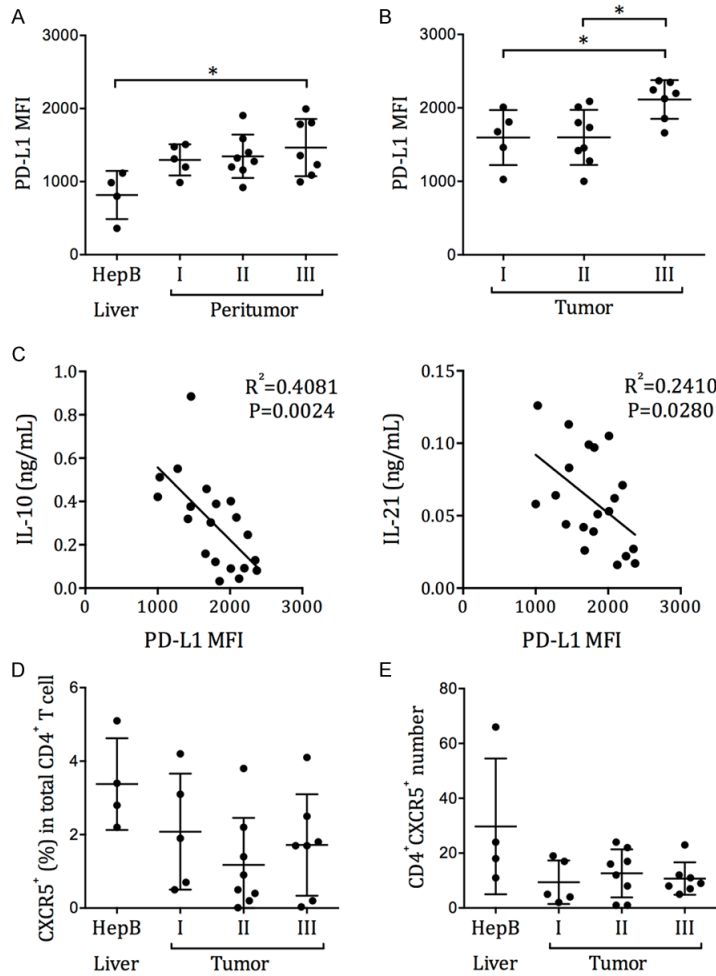 A
PD-L1 MFI
3000
2000
1000
0
*
HepB I II III
Liver Peritumor
B
PD-L1 MFI
3000
2000
1000
0
*
*
I II III
Tumor
C
IL-10 (ng/mL)
1.0
0.8
0.6
0.4
0.2
0.0
R²=0.4081
P=0.0024
0 1000 2000 3000
PD-L1 MFI
IL-21 (ng/mL)
0.15
0.10
0.05
0.00
R²=0.2410
P=0.0280
0 1000 2000 3000
PD-L1 MFI
D
CXCR5⁺ (%) in total CD4⁺ T cell
6
4
2
0
HepB I II III
Liver Tumor
E
CD4⁺CXCR5⁺ number
80
60
40
20
0
HepB I II III
Liver Tumor